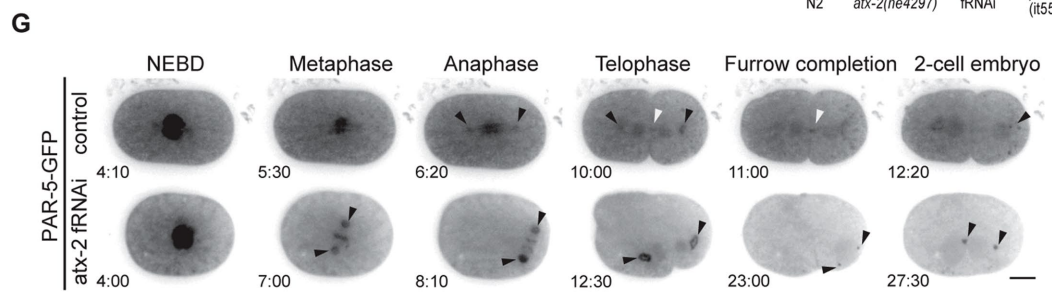 N2 atx-2(ne4297) fRNAi
(it55
G
NEBD Metaphase Anaphase Telophase Furrow completion 2-cell embryo
PAR-5-GFP
control
4:10 5:30 6:20 10:00 11:00 12:20
atx-2 fRNAi
4:00 7:00 8:10 12:30 23:00 27:30